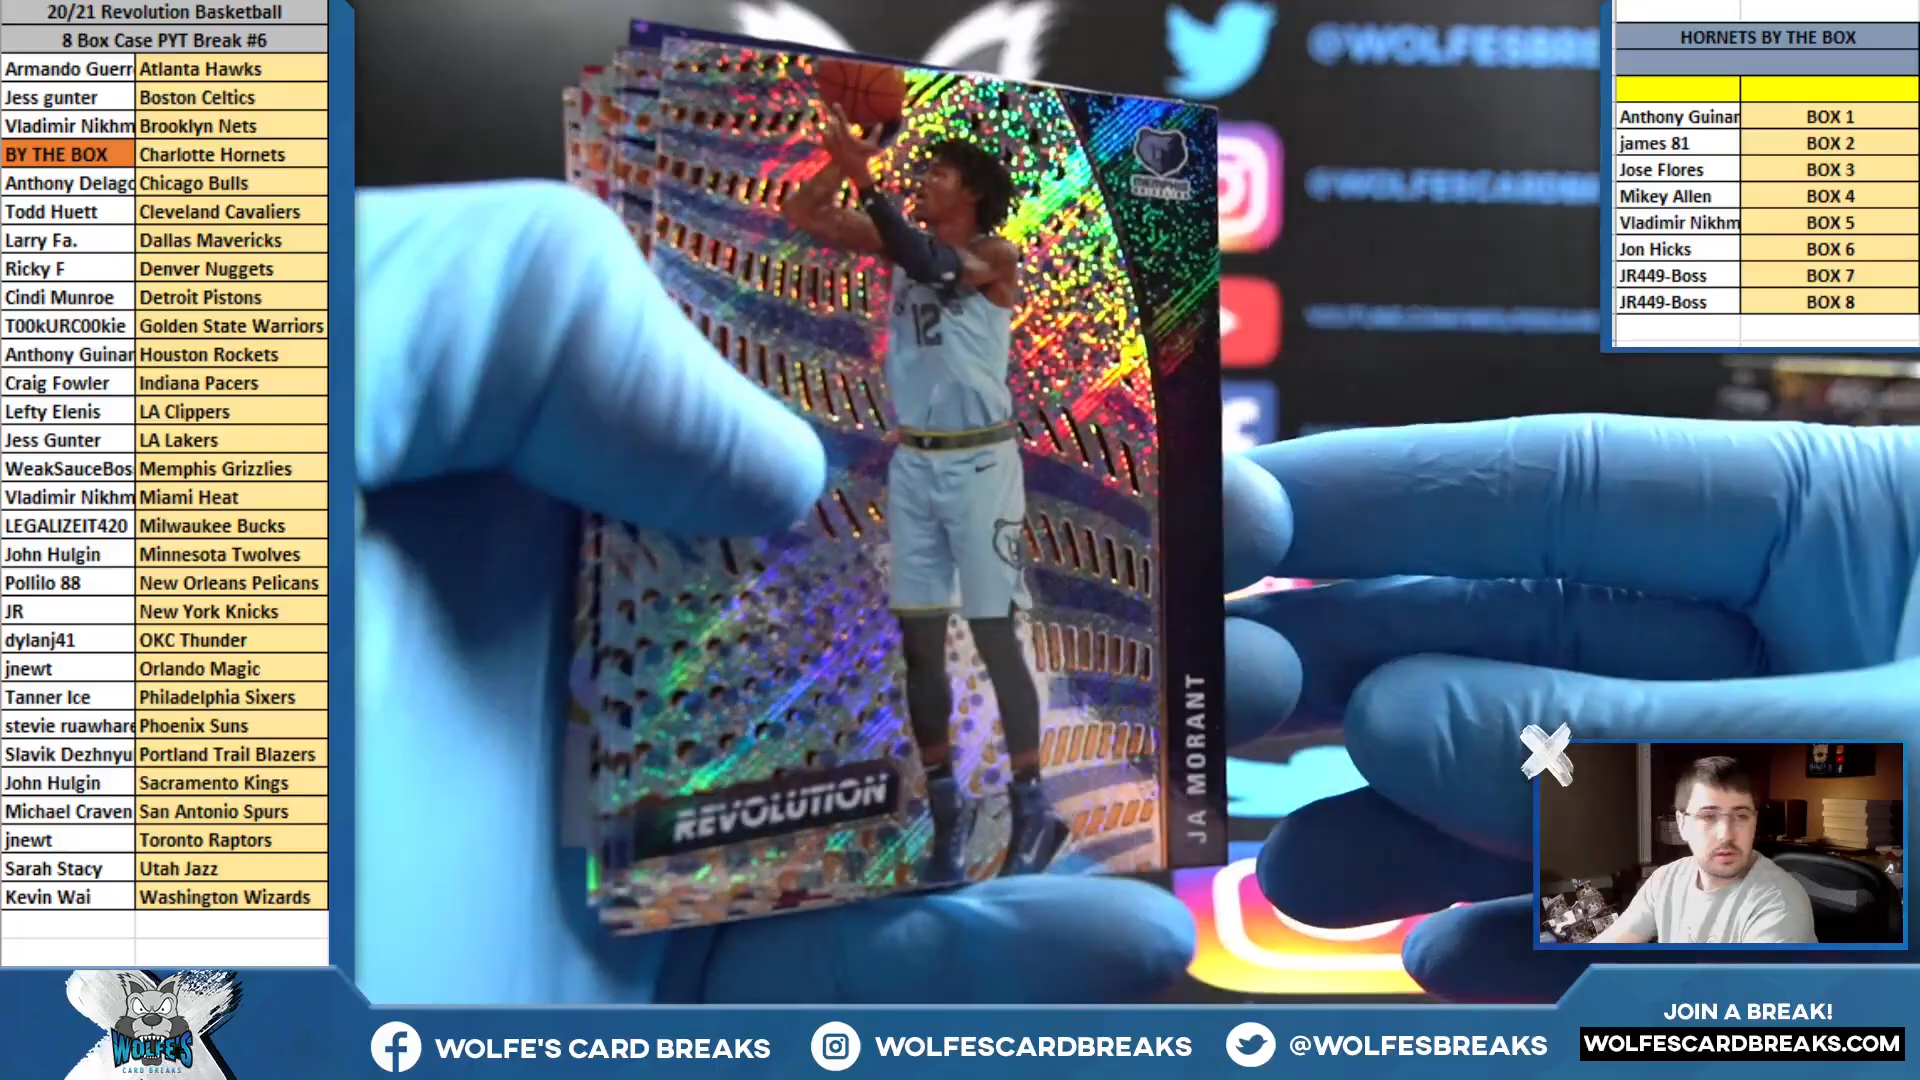 20/21 Revolution Basketball
8 Box Case PYT Break #6
Armando Guerr Atlanta Hawks
Jess gunter Boston Celtics
Vladimir Nikhm Brooklyn Nets
BY THE BOX Charlotte Hornets
Anthony Delago Chicago Bulls
Todd Huett Cleveland Cavaliers
Larry Fa. Dallas Mavericks
Ricky F Denver Nuggets
Cindi Munroe Detroit Pistons
T00kURC00kie Golden State Warriors
Anthony Guinan Houston Rockets
Craig Fowler Indiana Pacers
Lefty Elenis LA Clippers
Jess Gunter LA Lakers
WeakSauceBos Memphis Grizzlies
Vladimir Nikhm Miami Heat
LEGALIZEIT420 Milwaukee Bucks
John Hulgin Minnesota Twolves
Pollilo 88 New Orleans Pelicans
JR New York Knicks
dylanj41 OKC Thunder
jnewt Orlando Magic
Tanner Ice Philadelphia Sixers
stevie ruawhare Phoenix Suns
Slavik Dezhnyu Portland Trail Blazers
John Hulgin Sacramento Kings
Michael Craven San Antonio Spurs
jnewt Toronto Raptors
Sarah Stacy Utah Jazz
Kevin Wai Washington Wizards
HORNETS BY THE BOX
Anthony Guinan BOX 1
james 81 BOX 2
Jose Flores BOX 3
Mikey Allen BOX 4
Vladimir Nikhm BOX 5
Jon Hicks BOX 6
JR449-Boss BOX 7
JR449-Boss BOX 8
@WOLFESBRE
@WOLFESCARDB
12
REVOLUTION
JA MORANT
WOLFE'S
CARD BREAKS
WOLFE'S CARD BREAKS
WOLFESCARDBREAKS
@WOLFESBREAKS
JOIN A BREAK!
WOLFESCARDBREAKS.COM